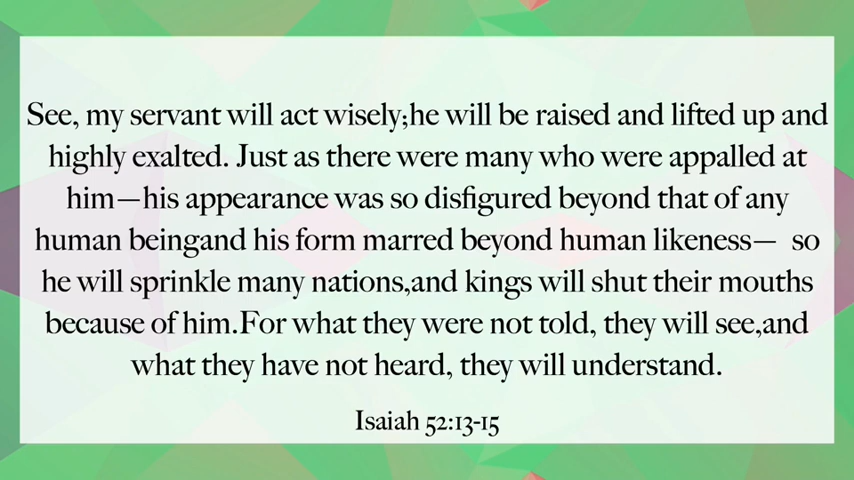 See, my servant will act wisely;he will be raised and lifted up and
highly exalted. Just as there were many who were appalled at
him—his appearance was so disfigured beyond that of any
human beingand his form marred beyond human likeness— so
he will sprinkle many nations,and kings will shut their mouths
because of him.For what they were not told, they will see,and
what they have not heard, they will understand.
Isaiah 52:13-15